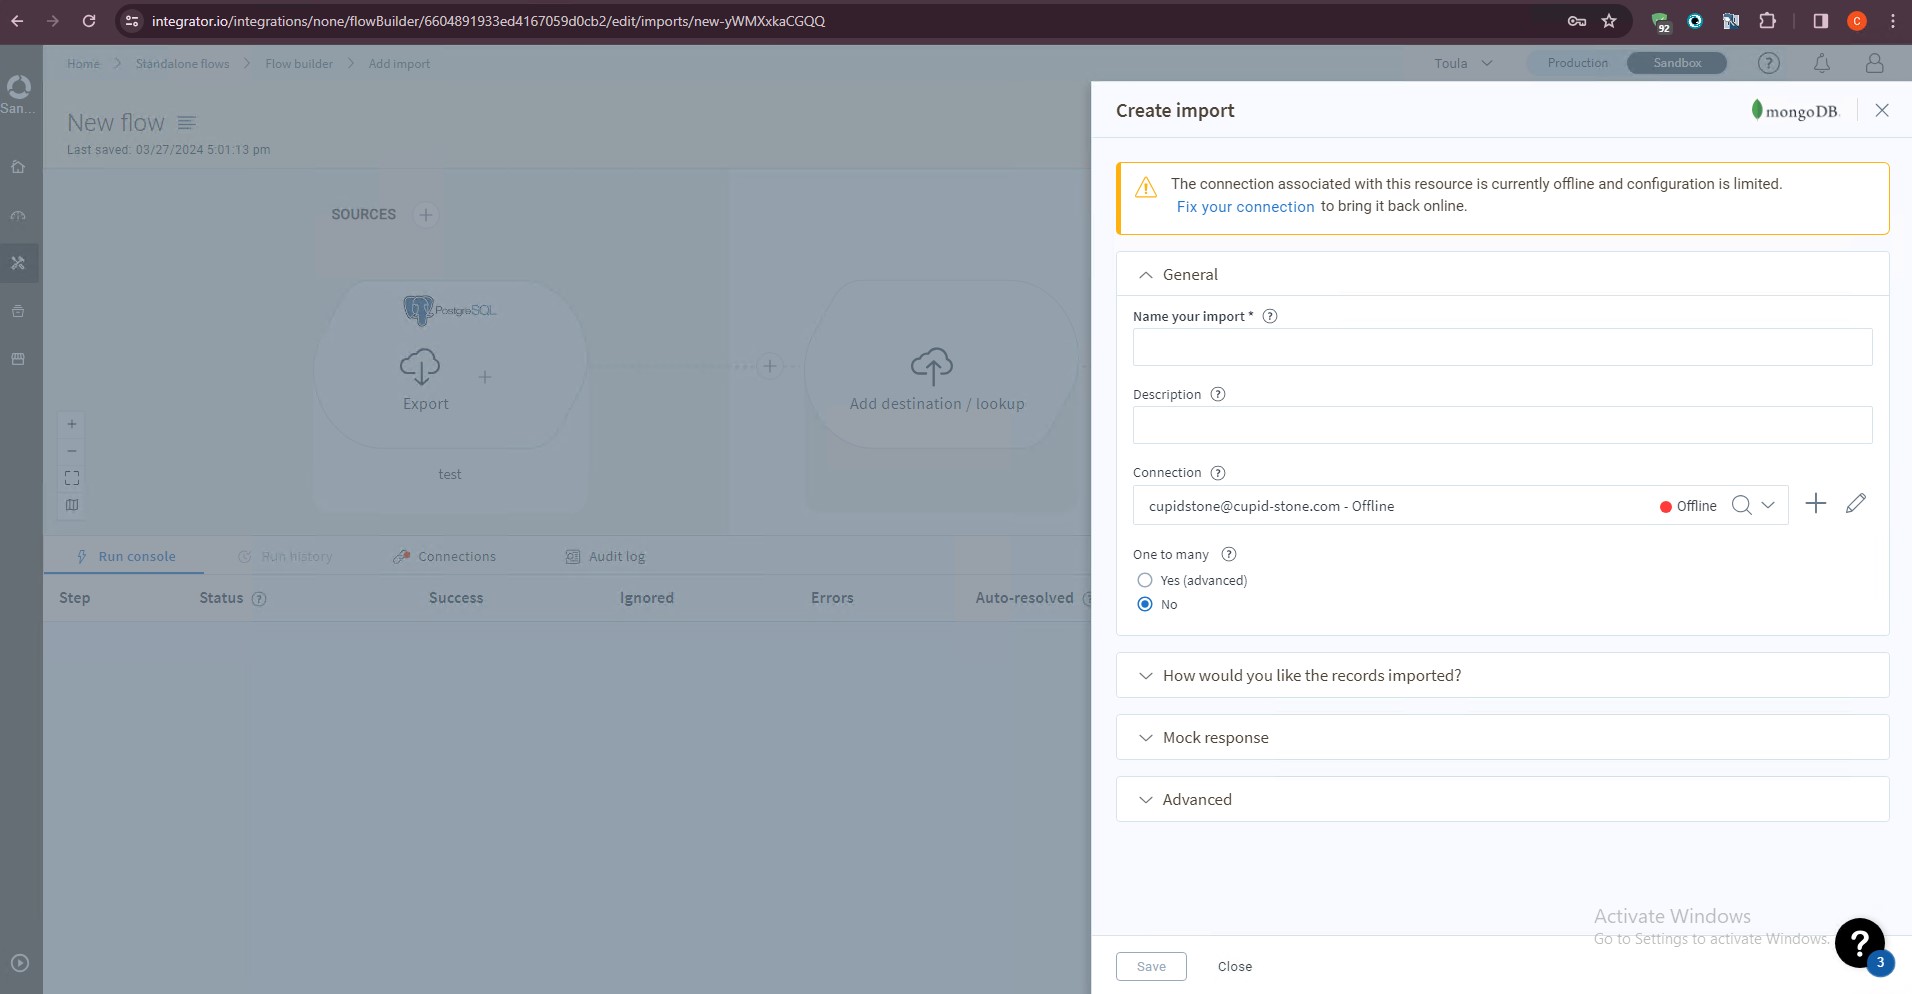 integrator.io/integrations/none/flowBuilder/6604891933ed4167059d0cb2/edit/imports/new-yWMXxkaCGQQ
92
C
Home
Standalone flows
Flow builder
Add import
Toula
Production
Sandbox
San...
New flow
Last saved: 03/27/2024 5:01:13 pm
SOURCES
PostgreSQL
Export
test
Add destination / lookup
Run console
Run history
Connections
Audit log
Step Status Success Ignored Errors Auto-resolved
Create import
mongoDB
The connection associated with this resource is currently offline and configuration is limited.
Fix your connection to bring it back online.
General
Name your import *
Description
Connection
cupidstone@cupid-stone.com - Offline
Offline
One to many
Yes (advanced)
No
How would you like the records imported?
Mock response
Advanced
Activate Windows
Go to Settings to activate Windows.
Save
Close
3